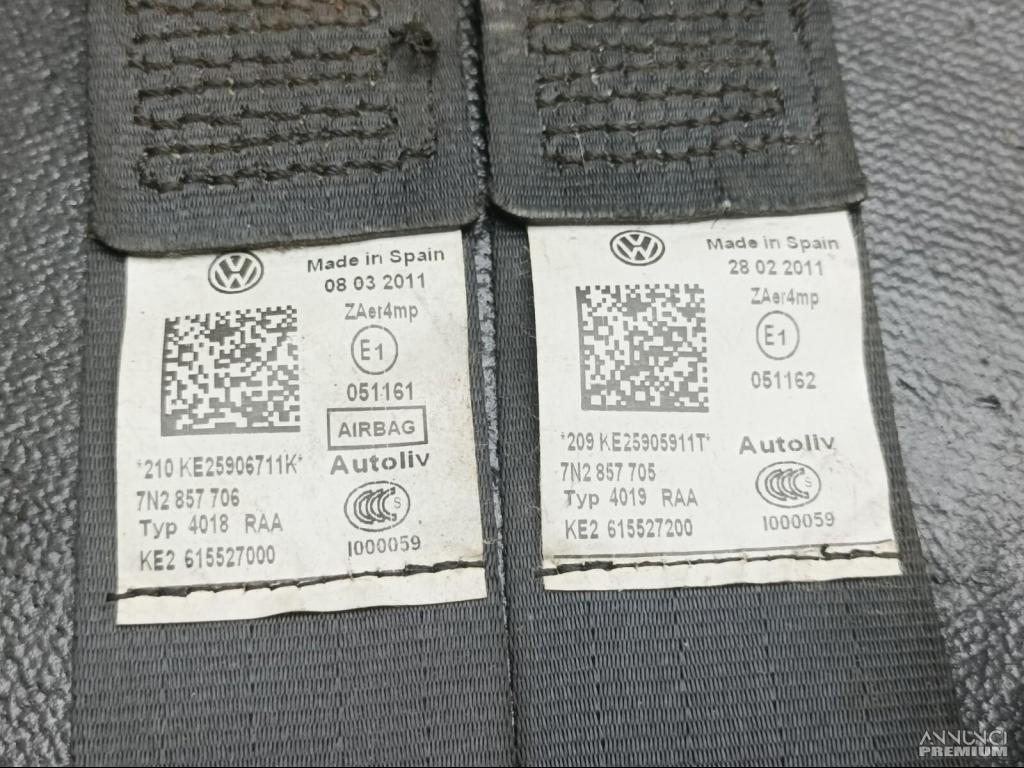 Made in Spain
08 03 2011
ZAer4mp
E1
051161
AIRBAG
*210 KE25906711K*
Autoliv
7N2 857 706
Typ 4018 RAA
S
KE2 615527000
I000059
Made in Spain
28 02 2011
ZAer4mp
E1
051162
*209 KE25905911T*
Autoliv
7N2 857 705
Typ 4019 RAA
S
KE2 615527200
I000059
ANNUNCI
PREMIUM